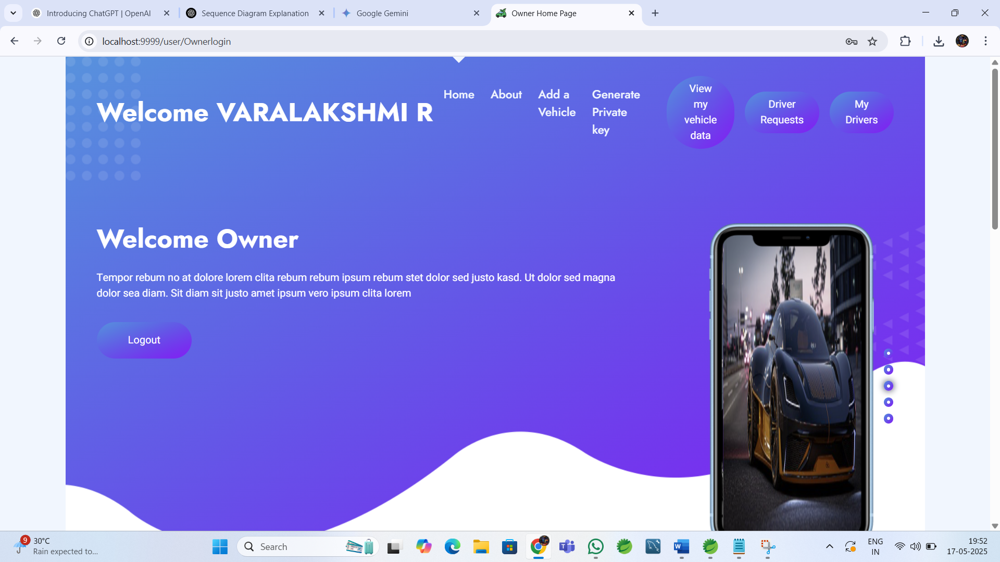 Introducing ChatGPT | OpenAI
Sequence Diagram Explanation
Google Gemini
Owner Home Page
localhost:9999/user/Ownerlogin
Welcome VARALAKSHMI R
Home
About
Add a
Vehicle
Generate
Private
key
View
my
vehicle
data
Driver
Requests
My
Drivers
Welcome Owner
Tempor rebum no at dolore lorem clita rebum rebum ipsum rebum stet dolor sed justo kasd. Ut dolor sed magna
dolor sea diam. Sit diam sit justo amet ipsum vero ipsum clita lorem
Logout
9
30°C
Rain expected to...
Search
W
ENG
IN
19:52
17-05-2025